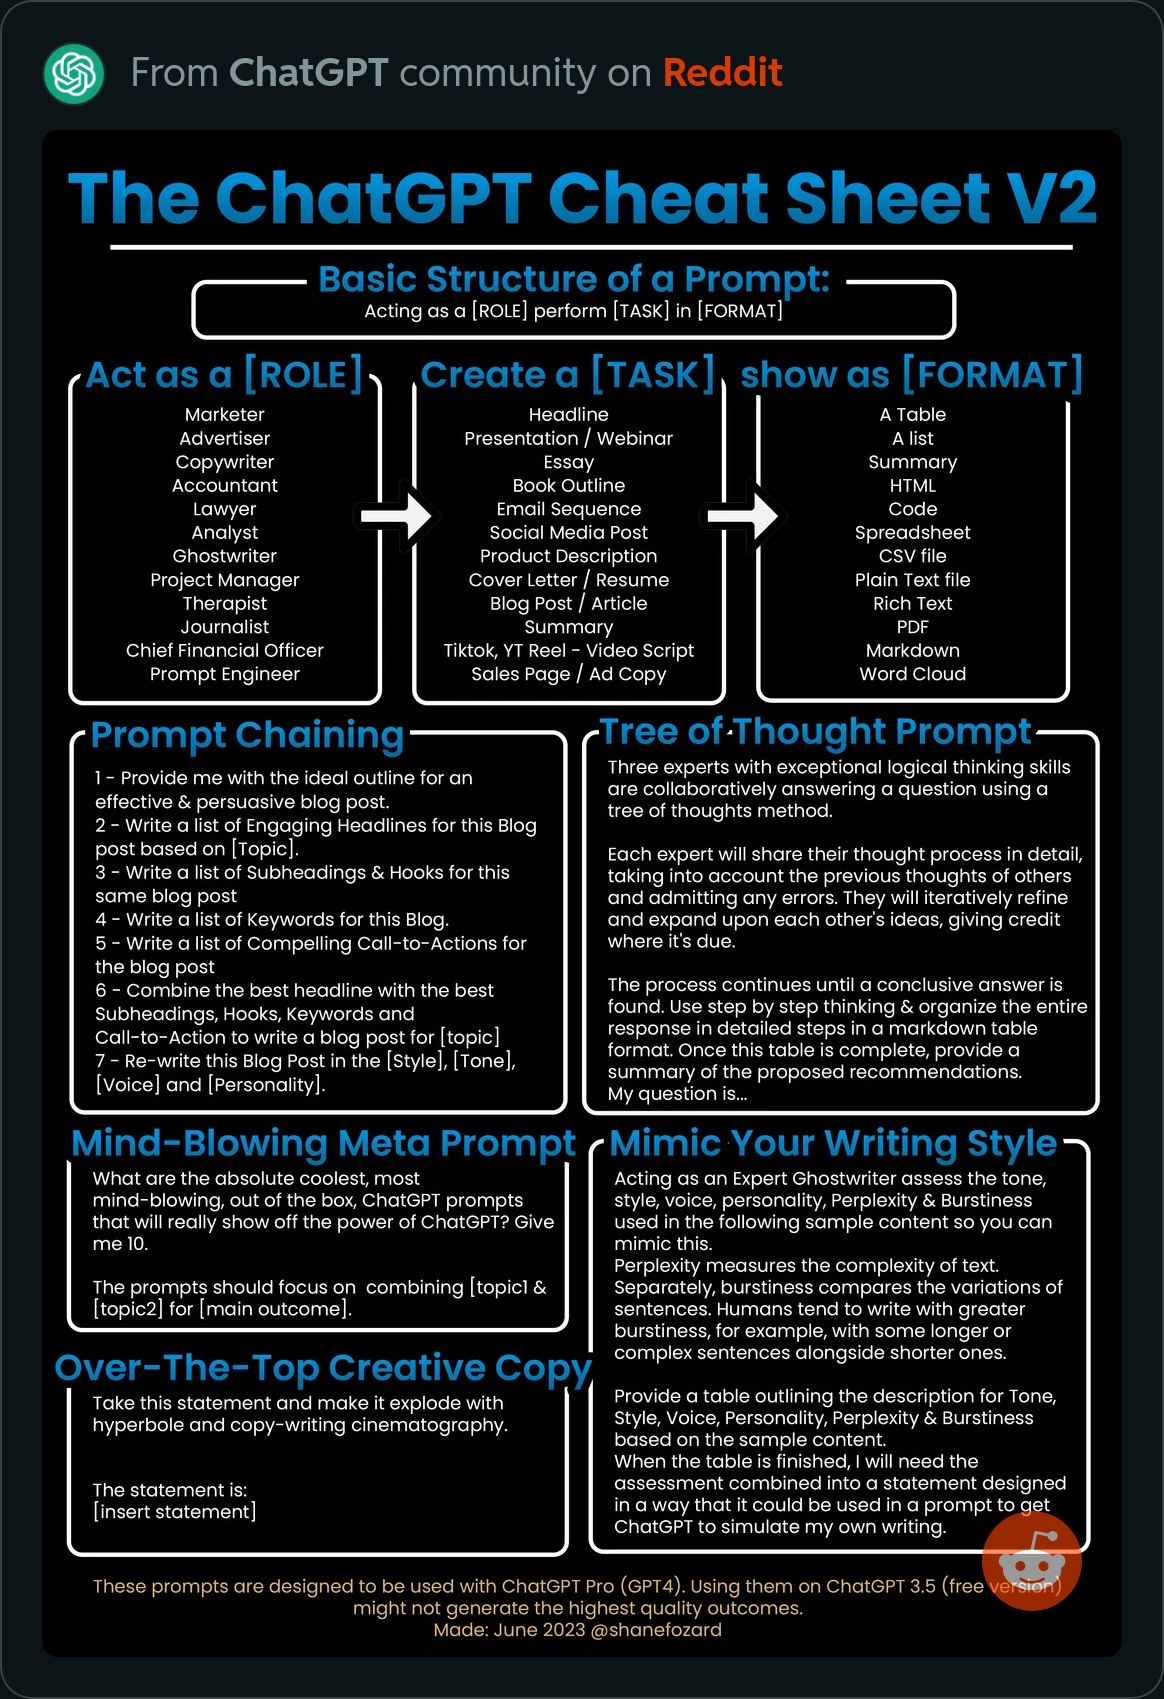 From ChatGPT community on Reddit
The ChatGPT Cheat Sheet V2
Basic Structure of a Prompt:
Acting as a [ROLE] perform [TASK] in [FORMAT]
Act as a [ROLE]
Marketer
Advertiser
Copywriter
Accountant
Lawyer
Analyst
Ghostwriter
Project Manager
Therapist
Journalist
Chief Financial Officer
Prompt Engineer
Create a [TASK]
Headline
Presentation / Webinar
Essay
Book Outline
Email Sequence
Social Media Post
Product Description
Cover Letter / Resume
Blog Post / Article
Summary
Tiktok, YT Reel - Video Script
Sales Page / Ad Copy
show as [FORMAT]
A Table
A list
Summary
HTML
Code
Spreadsheet
CSV file
Plain Text file
Rich Text
PDF
Markdown
Word Cloud
Prompt Chaining
1 - Provide me with the ideal outline for an
effective & persuasive blog post.
2 - Write a list of Engaging Headlines for this Blog
post based on [Topic].
3 - Write a list of Subheadings & Hooks for this
same blog post
4 - Write a list of Keywords for this Blog.
5 - Write a list of Compelling Call-to-Actions for
the blog post
6 - Combine the best headline with the best
Subheadings, Hooks, Keywords and
Call-to-Action to write a blog post for [topic]
7 - Re-write this Blog Post in the [Style], [Tone],
[Voice] and [Personality].
Tree of Thought Prompt
Three experts with exceptional logical thinking skills
are collaboratively answering a question using a
tree of thoughts method.
Each expert will share their thought process in detail,
taking into account the previous thoughts of others
and admitting any errors. They will iteratively refine
and expand upon each other's ideas, giving credit
where it's due.
The process continues until a conclusive answer is
found. Use step by step thinking & organize the entire
response in detailed steps in a markdown table
format. Once this table is complete, provide a
summary of the proposed recommendations.
My question is...
Mind-Blowing Meta Prompt
What are the absolute coolest, most
mind-blowing, out of the box, ChatGPT prompts
that will really show off the power of ChatGPT? Give
me 10.
The prompts should focus on combining [topic1 &
[topic2] for [main outcome].
Over-The-Top Creative Copy
Take this statement and make it explode with
hyperbole and copy-writing cinematography.
The statement is:
[insert statement]
Mimic Your Writing Style
Acting as an Expert Ghostwriter assess the tone,
style, voice, personality, Perplexity & Burstiness
used in the following sample content so you can
mimic this.
Perplexity measures the complexity of text.
Separately, burstiness compares the variations of
sentences. Humans tend to write with greater
burstiness, for example, with some longer or
complex sentences alongside shorter ones.
Provide a table outlining the description for Tone,
Style, Voice, Personality, Perplexity & Burstiness
based on the sample content.
When the table is finished, I will need the
assessment combined into a statement designed
in a way that it could be used in a prompt to get
ChatGPT to simulate my own writing.
These prompts are designed to be used with ChatGPT Pro (GPT4). Using them on ChatGPT 3.5 (free version)
might not generate the highest quality outcomes.
Made: June 2023 @shanefozard